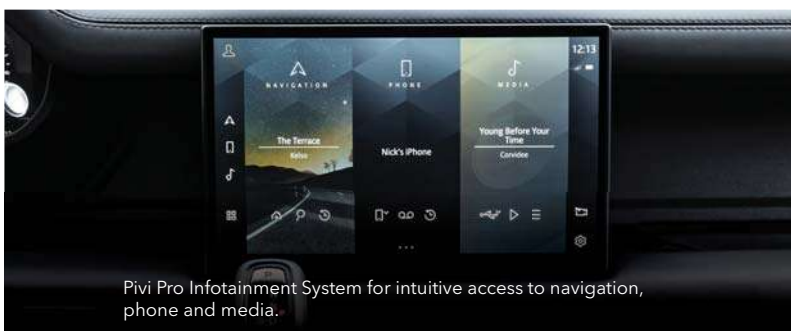 12:13
NAVIGATION
PHONE
MEDIA
The Terrace
Kelso
Nick's iPhone
Young Before Your
Time
Corvidee
Pivi Pro Infotainment System for intuitive access to navigation,
phone and media.